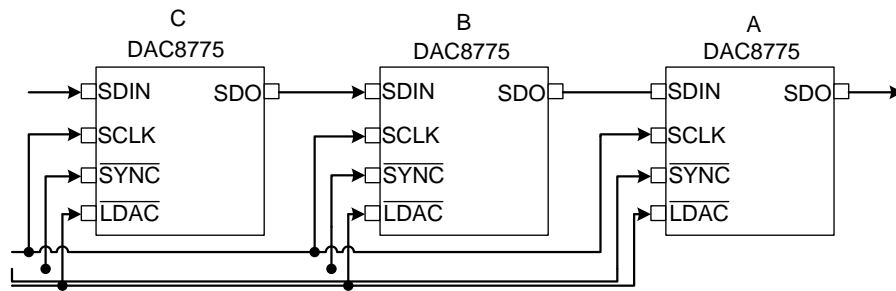 C
DAC8775
SDIN
SDO
SCLK
SYNC
LDAC
B
DAC8775
SDIN
SDO
SCLK
SYNC
LDAC
A
DAC8775
SDIN
SDO
SCLK
SYNC
LDAC